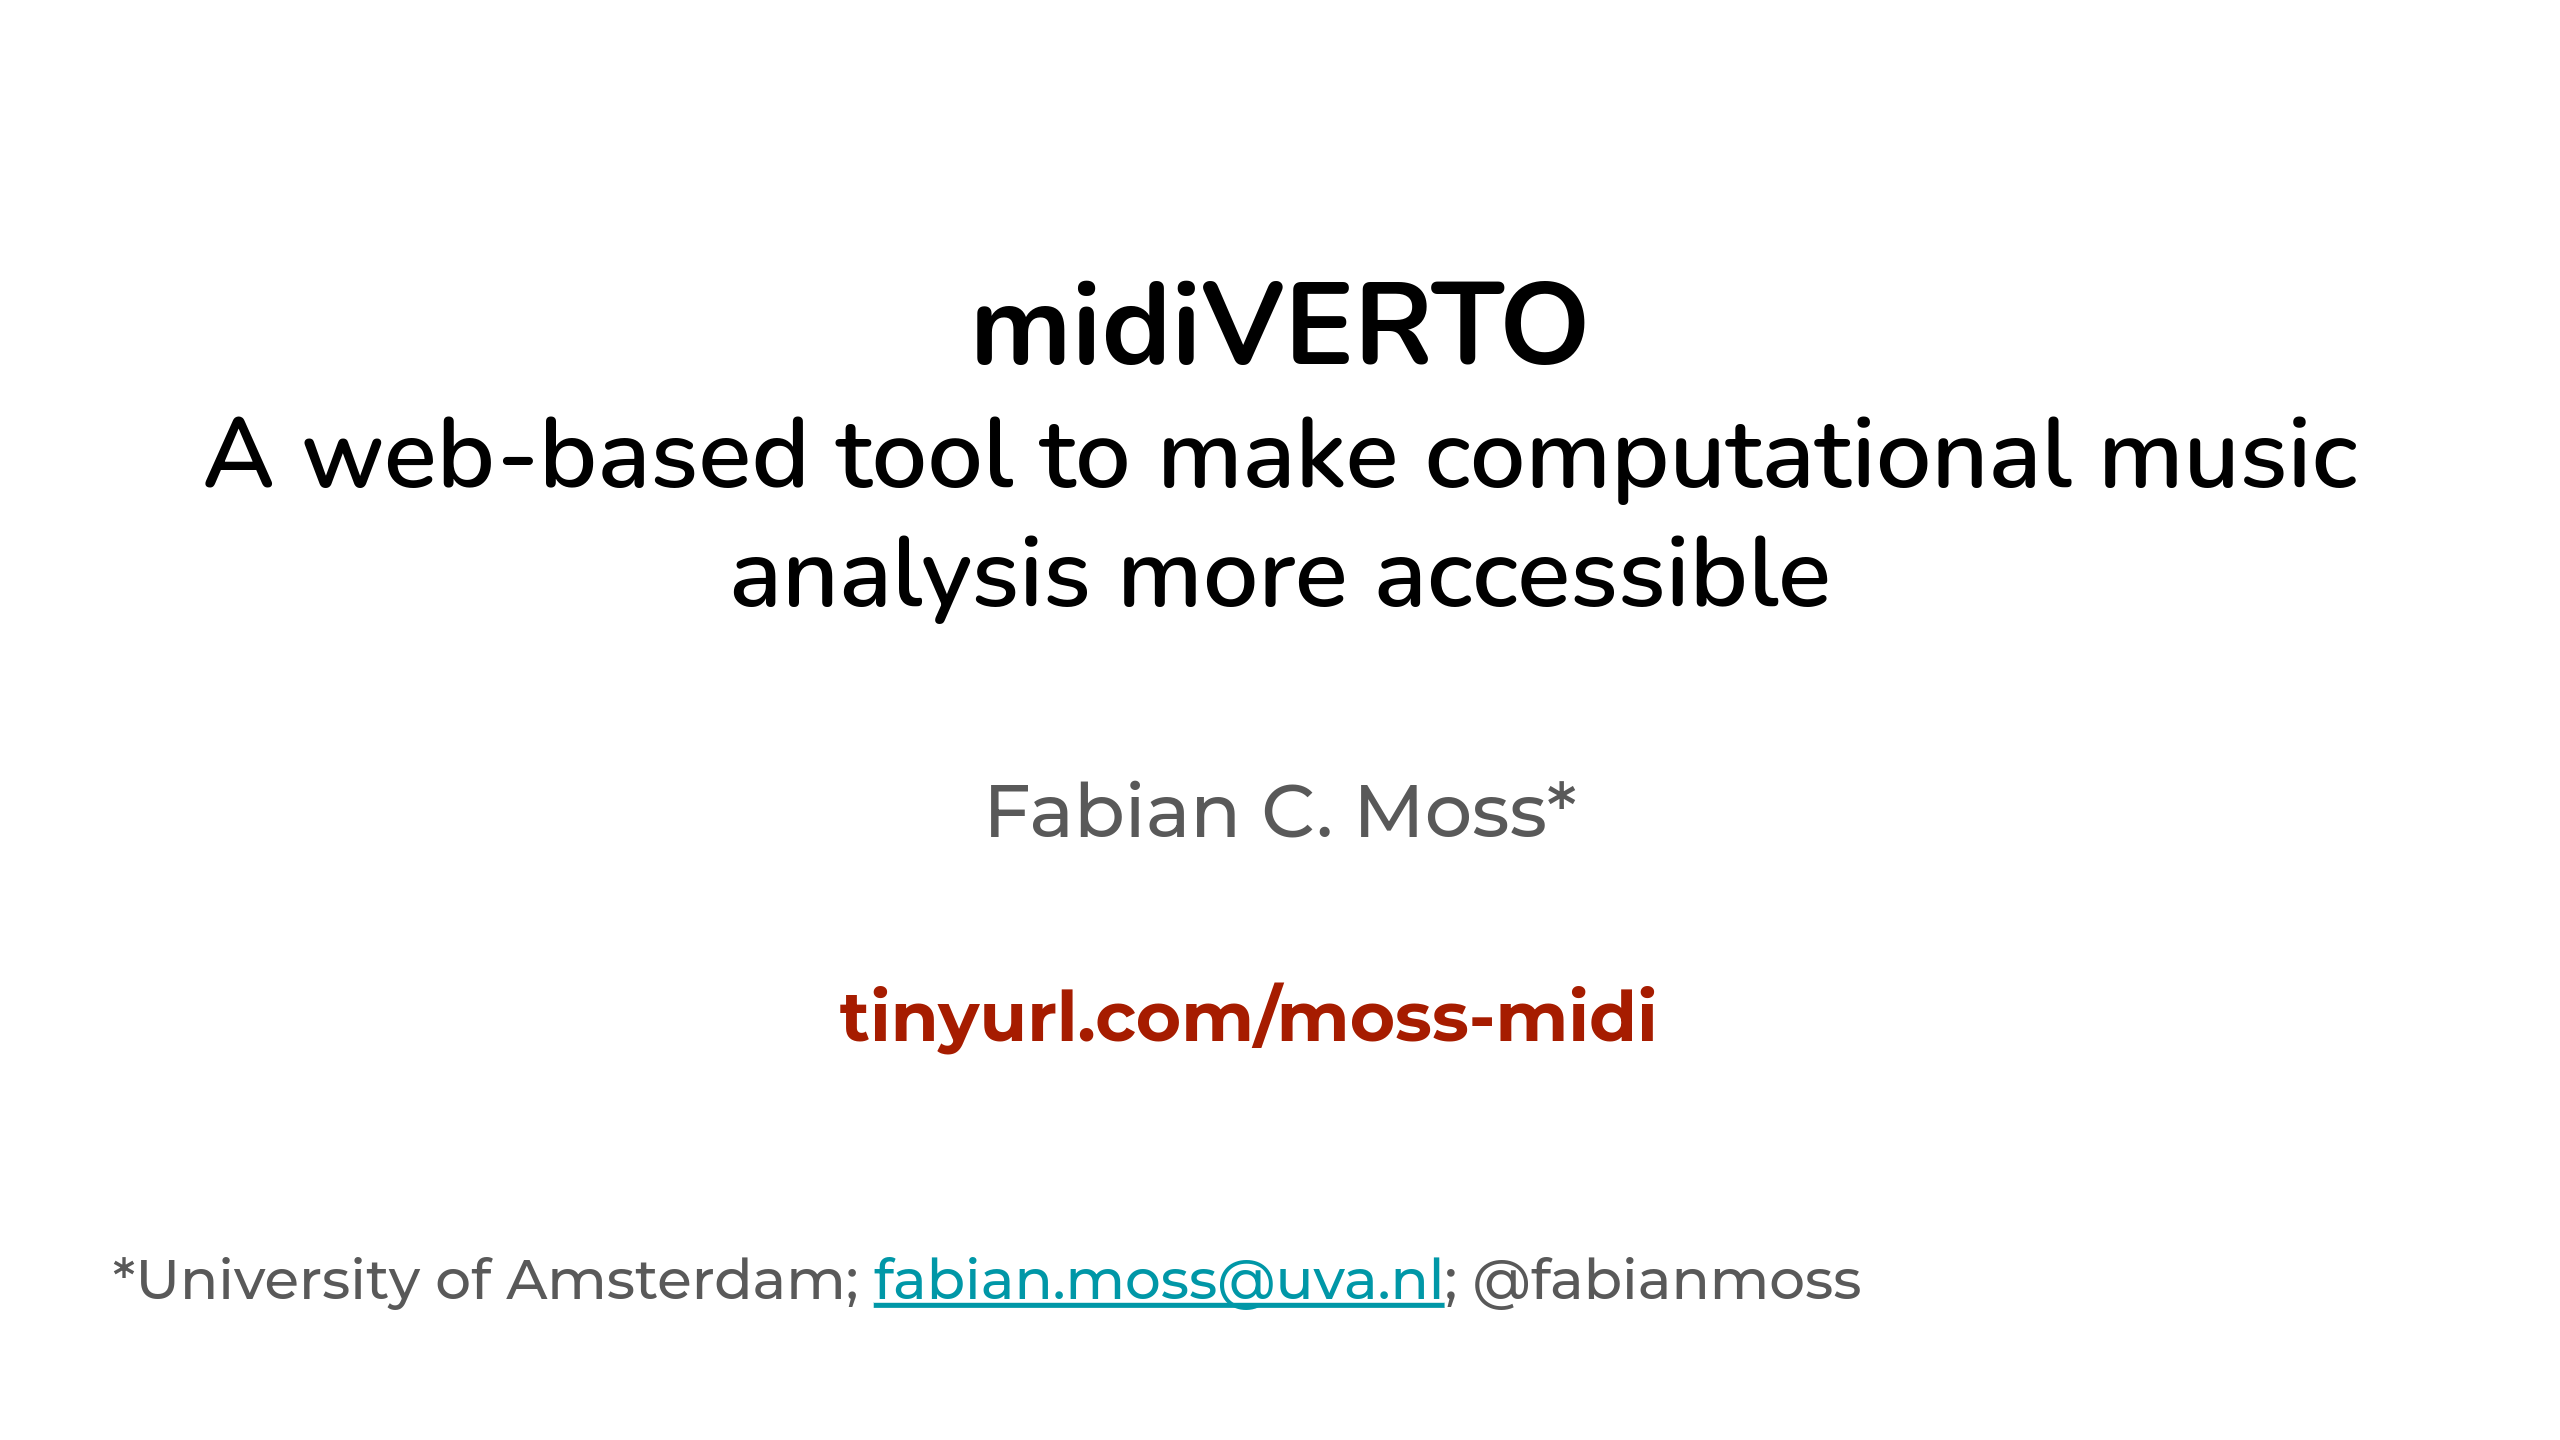 midiVERTO
A web-based tool to make computational music
analysis more accessible
Fabian C. Moss*
tinyurl.com/moss-midi
*University of Amsterdam; fabian.moss@uva.nl; @fabianmoss